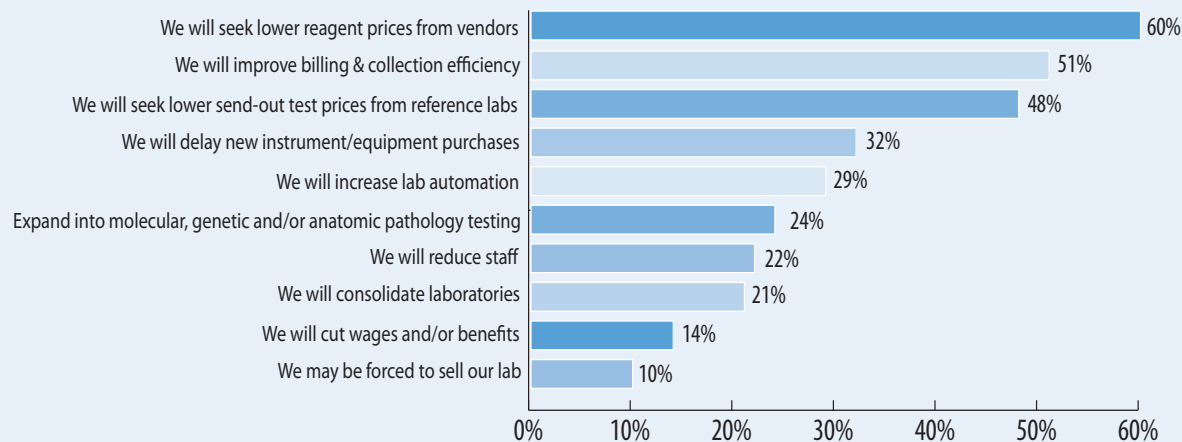 We will seek lower reagent prices from vendors 60%
We will improve billing & collection efficiency 51%
We will seek lower send-out test prices from reference labs 48%
We will delay new instrument/equipment purchases 32%
We will increase lab automation 29%
Expand into molecular, genetic and/or anatomic pathology testing 24%
We will reduce staff 22%
We will consolidate laboratories 21%
We will cut wages and/or benefits 14%
We may be forced to sell our lab 10%
0% 10% 20% 30% 40% 50% 60%